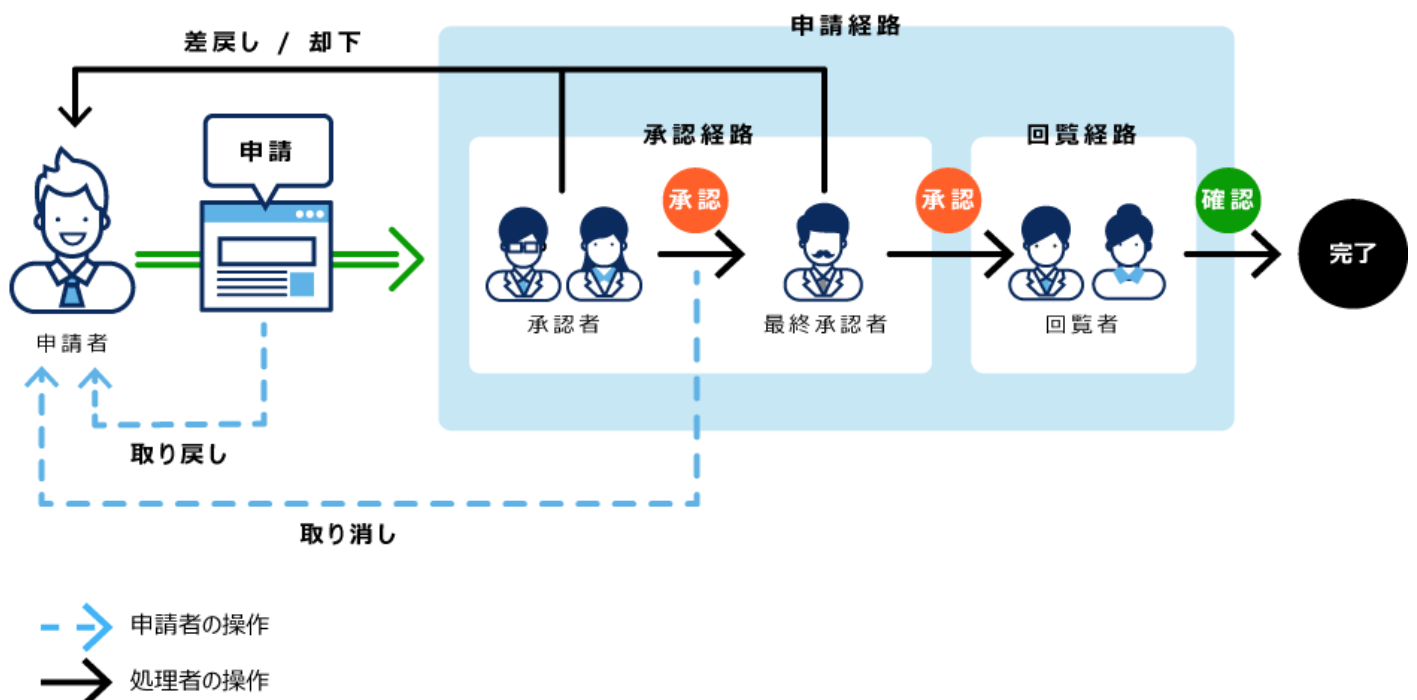 申請経路
差戻し / 却下
承認経路
回覧経路
申請
承認
承認
確認
完了
承認者
最終承認者
回覧者
申請者
取り戻し
取り消し
申請者の操作
処理者の操作